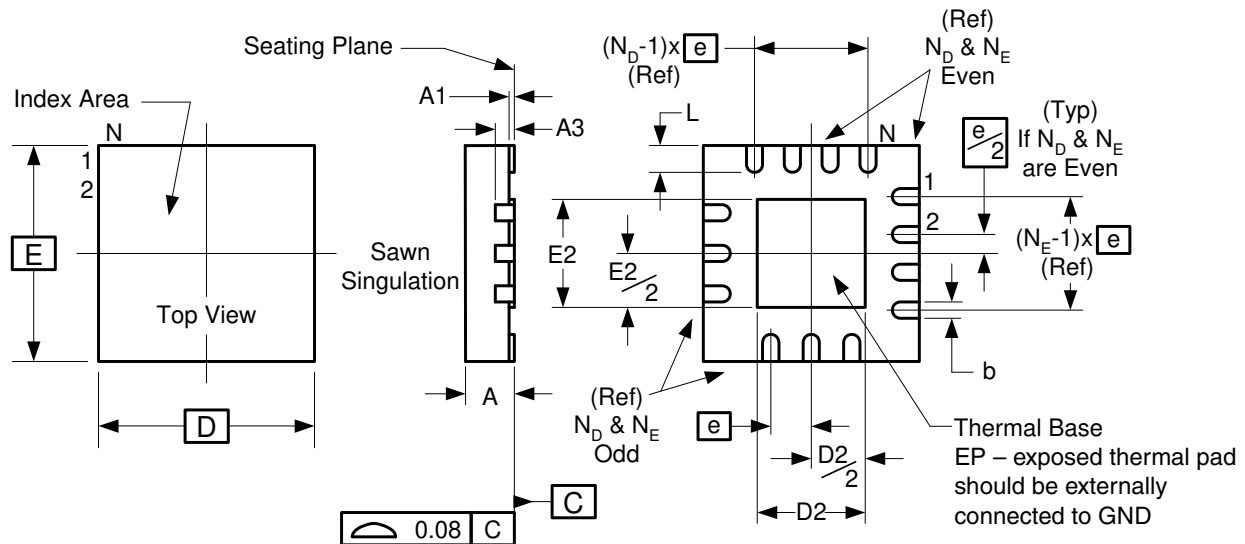 Seating Plane
Index Area
N
1
2
E
Top View
D
A1
A3
Sawn
Singulation
A
C
0.08 C
(N_D-1)x e
(Ref)
(Ref)
N_D & N_E
Even
L
N
e/2
(Typ)
If N_D & N_E
are Even
1
2
(N_E-1)x e
(Ref)
E2
E2/2
b
(Ref)
N_D & N_E
Odd
e
D2/2
D2
Thermal Base
EP – exposed thermal pad
should be externally
connected to GND